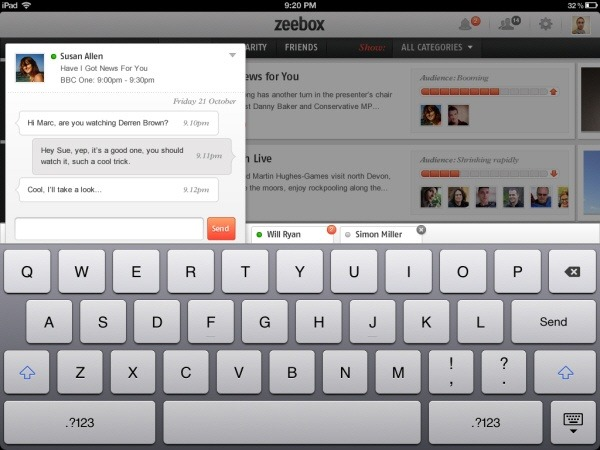 iPad
9:20 PM
32%
zeebox
ARITY
FRIENDS
Show:
ALL CATEGORIES
Susan Allen
Have I Got News For You
BBC One: 9:00pm - 9:30pm
Friday 21 October
Hi Marc, are you watching Derren Brown?
9.10pm
Hey Sue, yep, it's a good one, you should
watch it, such a cool trick.
9.11pm
Cool, I'll take a look...
9.12pm
Send
ews for You
ng has another turn in the presenter's chair
st Danny Baker and Conservative MP...
Audience: Booming
n Live
d Martin Hughes-Games visit north Devon,
the moors, enjoy rockpooling along the...
Audience: Shrinking rapidly
Will Ryan
Simon Miller
Q W E R T Y U I O P
A S D F G H J K L Send
Z X C V B N M ! , ? .
.?123 .?123